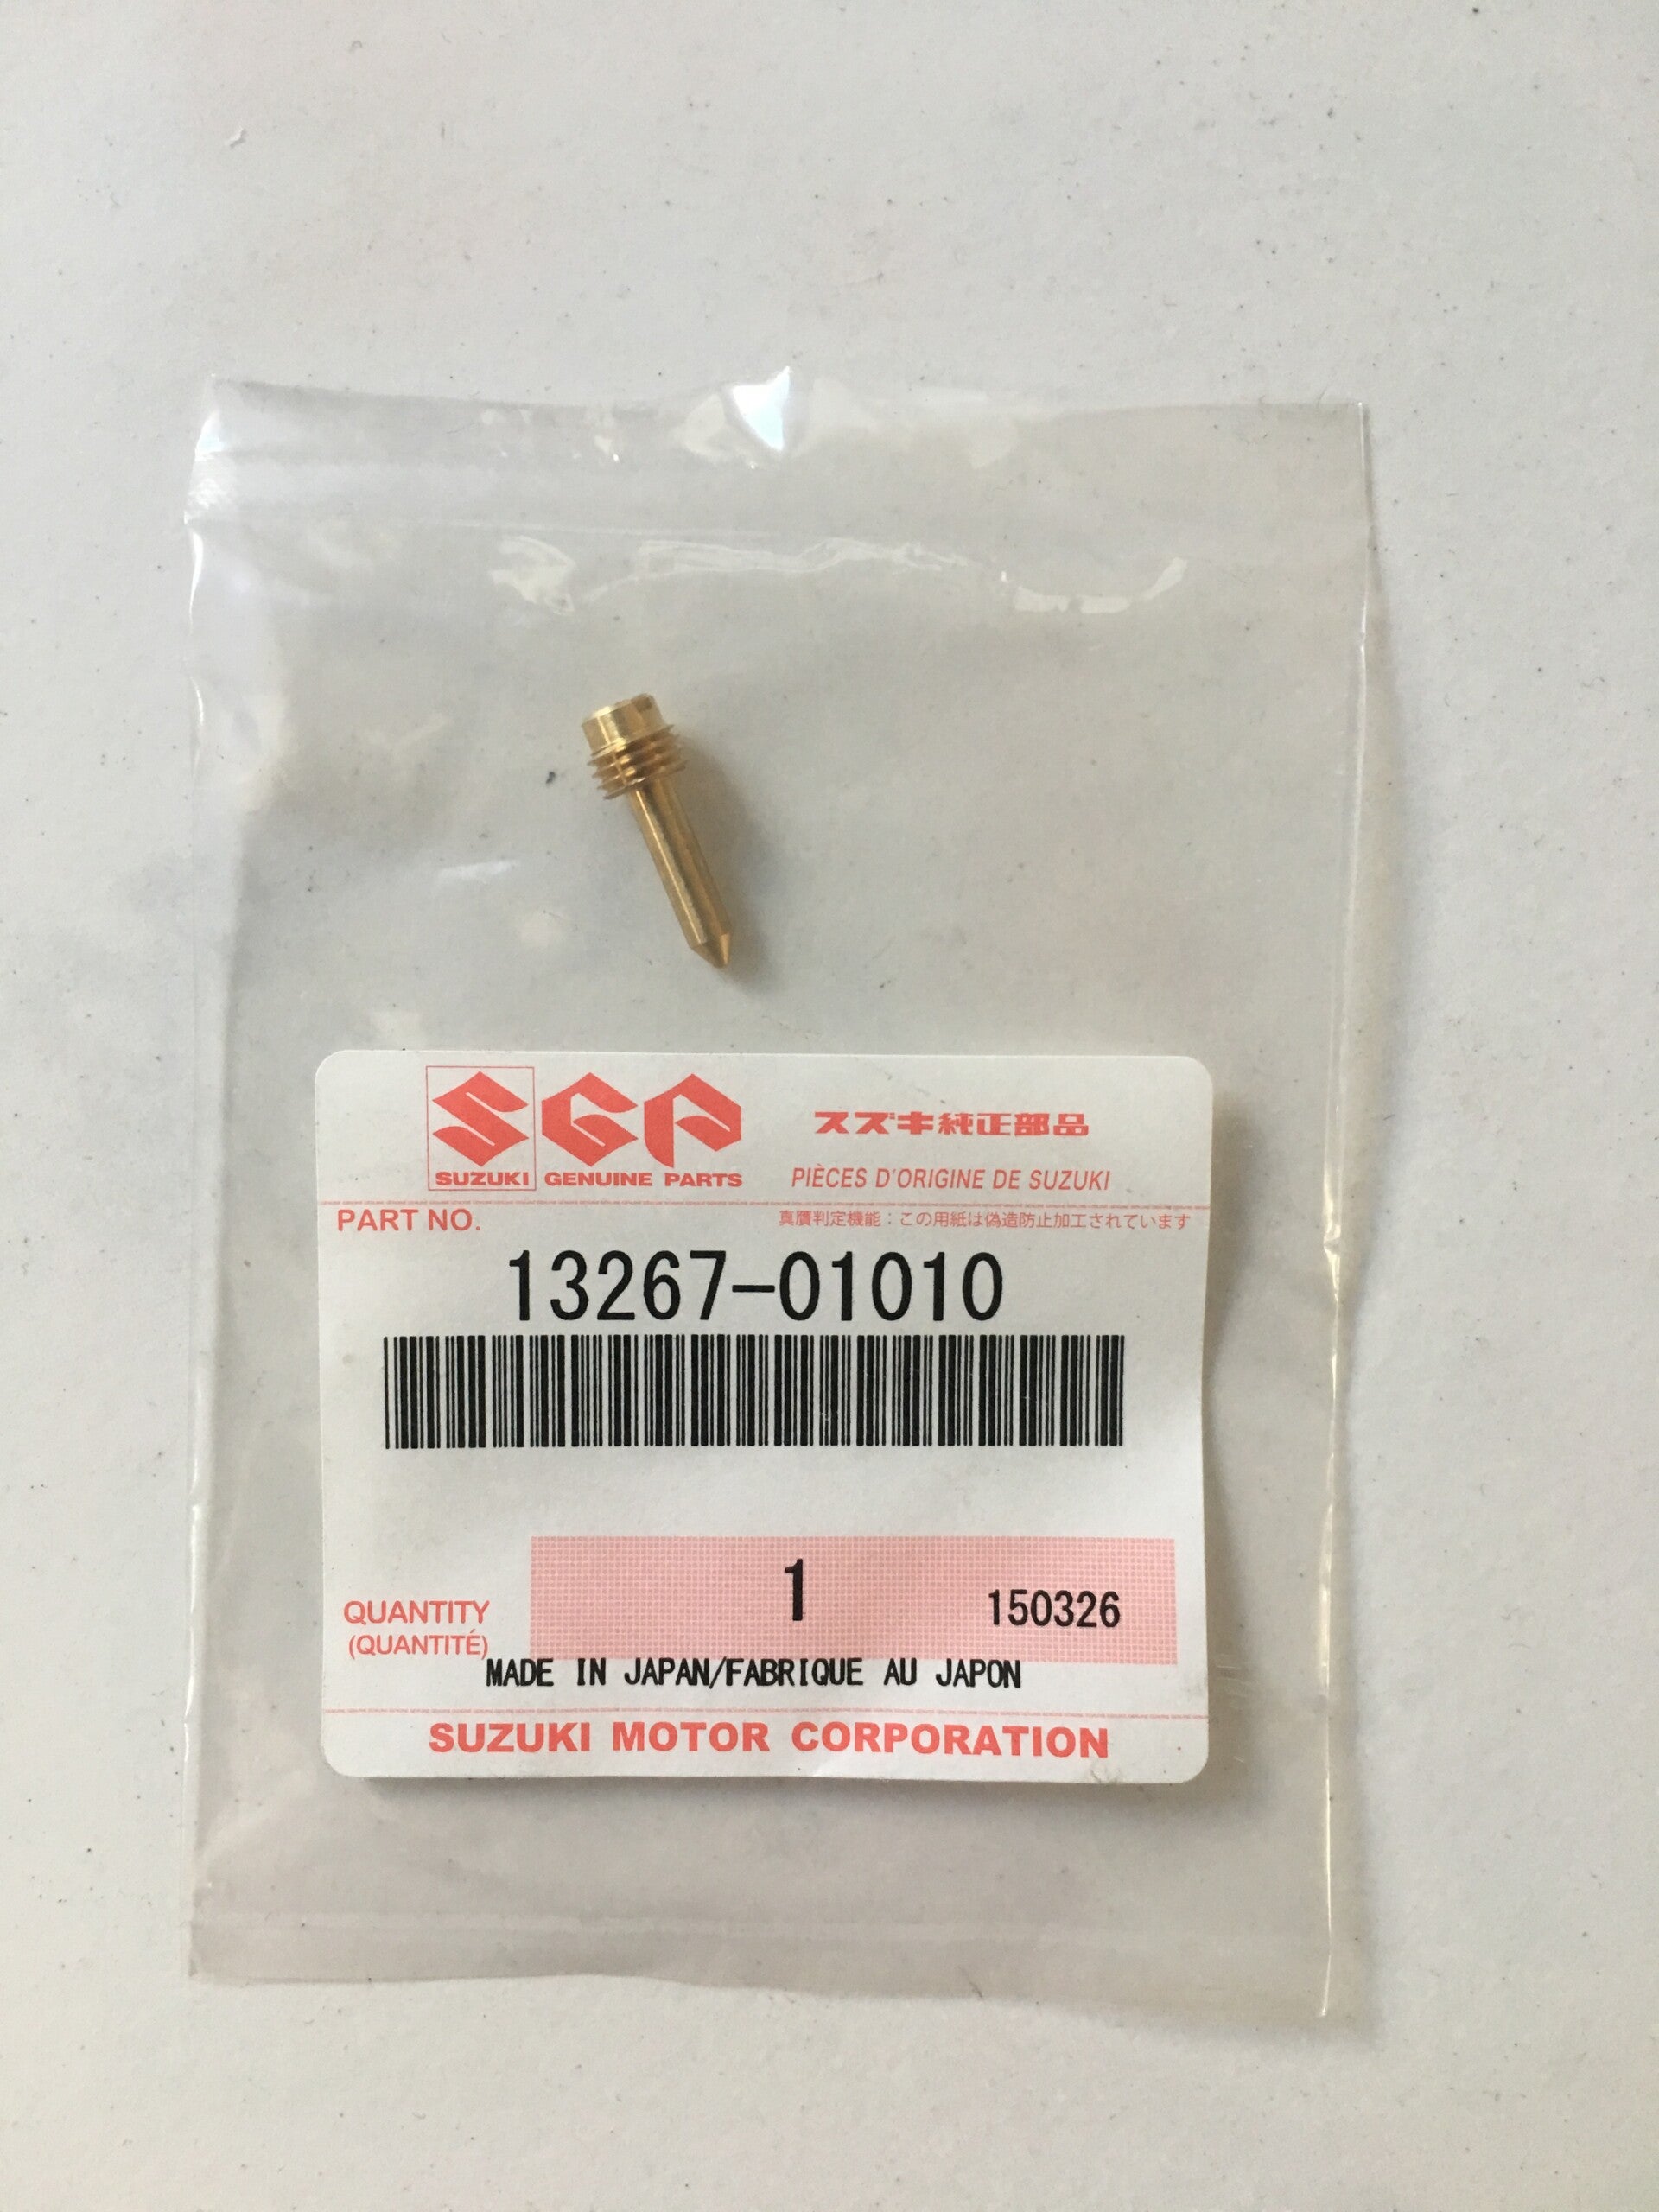 SGP
SUZUKI GENUINE PARTS
スズキ純正部品
PIÈCES D'ORIGINE DE SUZUKI
PART NO.
真贋判定機能：この用紙は偽造防止加工されています
13267-01010
1
150326
QUANTITY
(QUANTITÉ)
MADE IN JAPAN/FABRIQUE AU JAPON
SUZUKI MOTOR CORPORATION